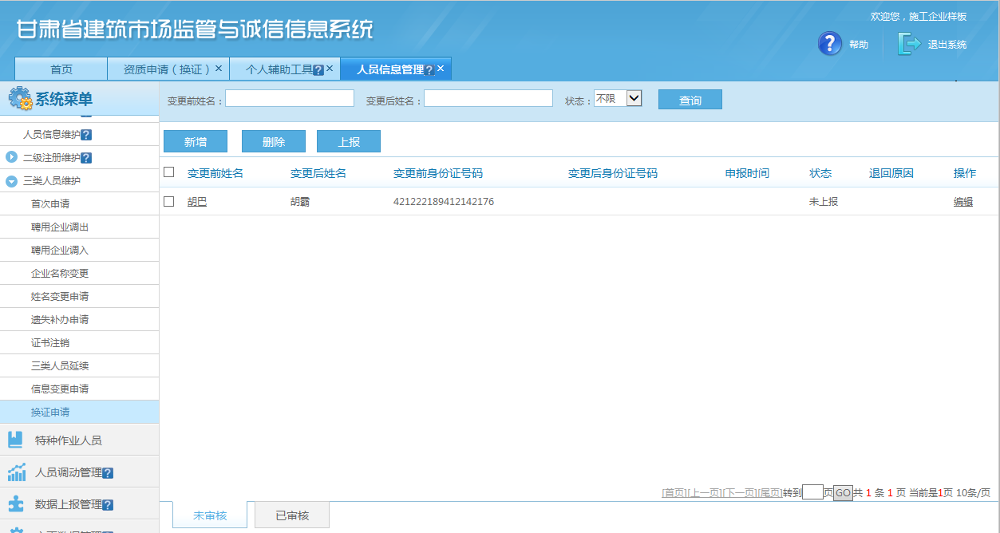 甘肃省建筑市场监管与诚信信息系统
欢迎您，施工企业样板
? 帮助 退出系统
首页 资质申请（换证）× 个人辅助工具?× 人员信息管理?×
系统菜单
变更前姓名： 变更后姓名： 状态： 不限 查询
人员信息维护?
二级注册维护?
三类人员维护
首次申请
聘用企业调出
聘用企业调入
企业名称变更
姓名变更申请
遗失补办申请
证书注销
三类人员延续
信息变更申请
换证申请
特种作业人员
人员调动管理?
数据上报管理?
新增 删除 上报
变更前姓名 变更后姓名 变更前身份证号码 变更后身份证号码 申报时间 状态 退回原因 操作
胡巴 胡霸 421222189412142176 未上报 编辑
[首页][上一页][下一页][尾页]转到 页 GO 共 1 条 1 页 当前是1页 10条/页
未审核 已审核